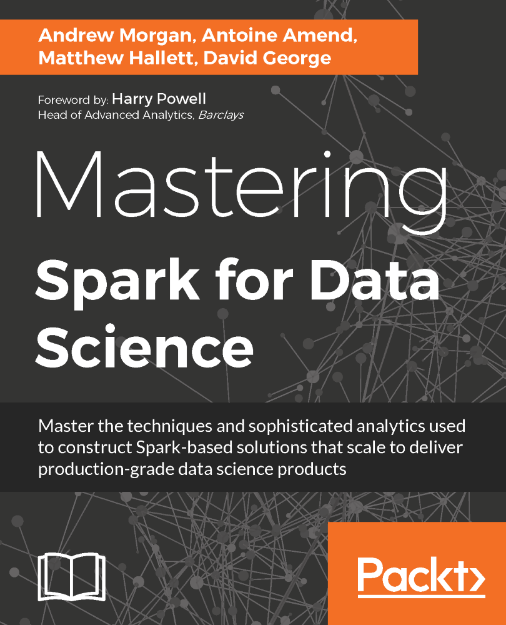 Andrew Morgan, Antoine Amend,
Matthew Hallett, David George
Foreword by: Harry Powell
Head of Advanced Analytics, Barclays
Mastering
Spark for Data
Science
Master the techniques and sophisticated analytics used
to construct Spark-based solutions that scale to deliver
production-grade data science products
Packt>